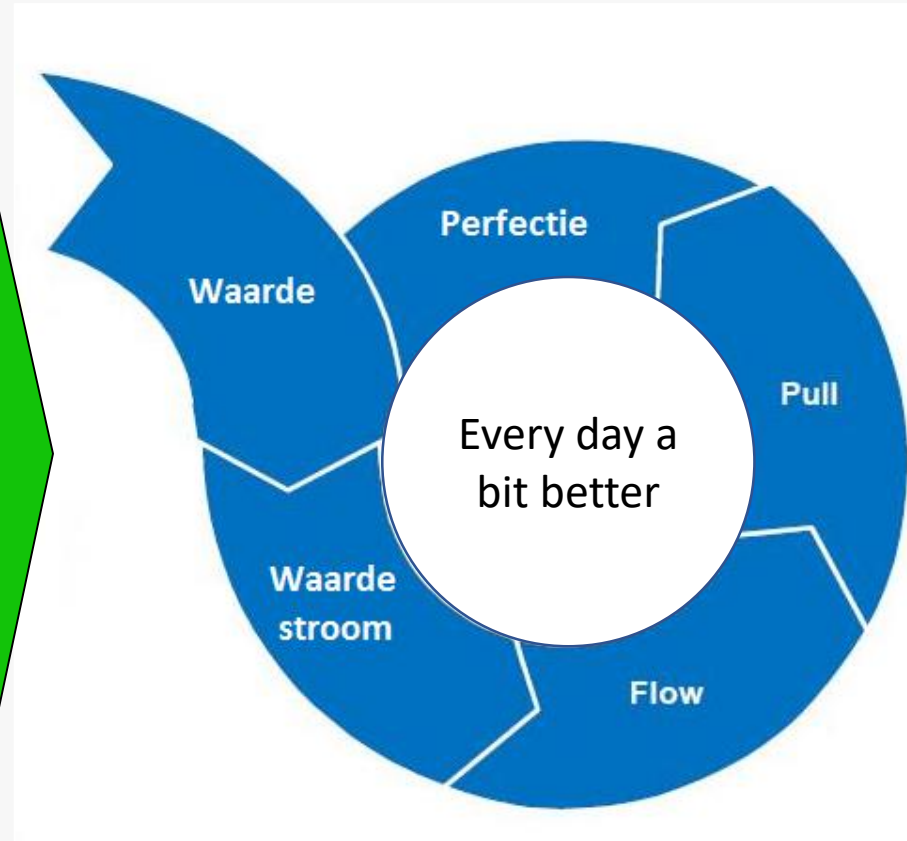 Waarde
Waarde
stroom
Flow
Pull
Perfectie
Every day a
bit better